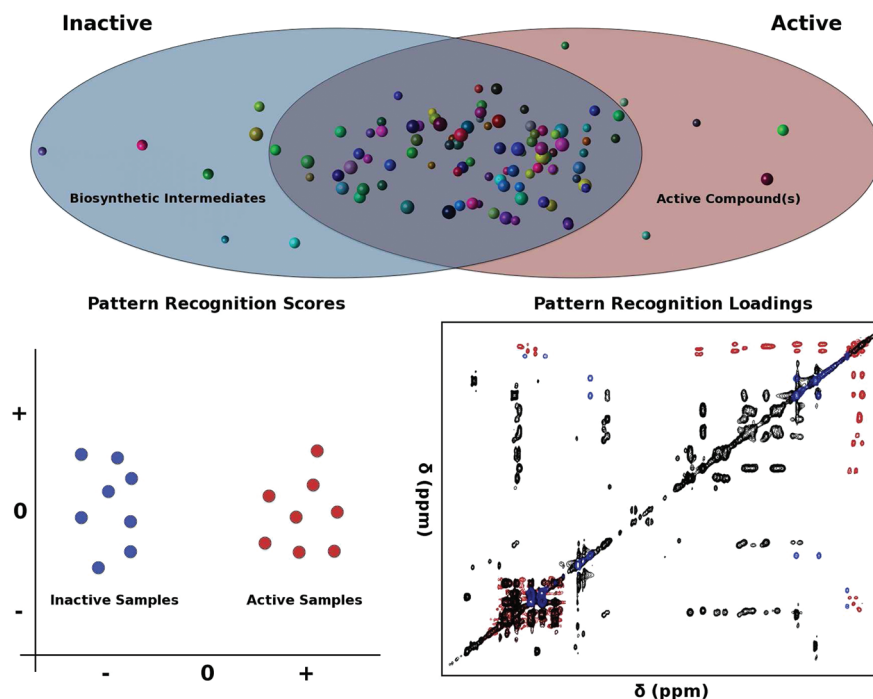 Inactive
Active
Biosynthetic Intermediates
Active Compound(s)
Pattern Recognition Scores
Pattern Recognition Loadings
+
0
-
Inactive Samples
Active Samples
-
0
+
δ (ppm)
δ (ppm)